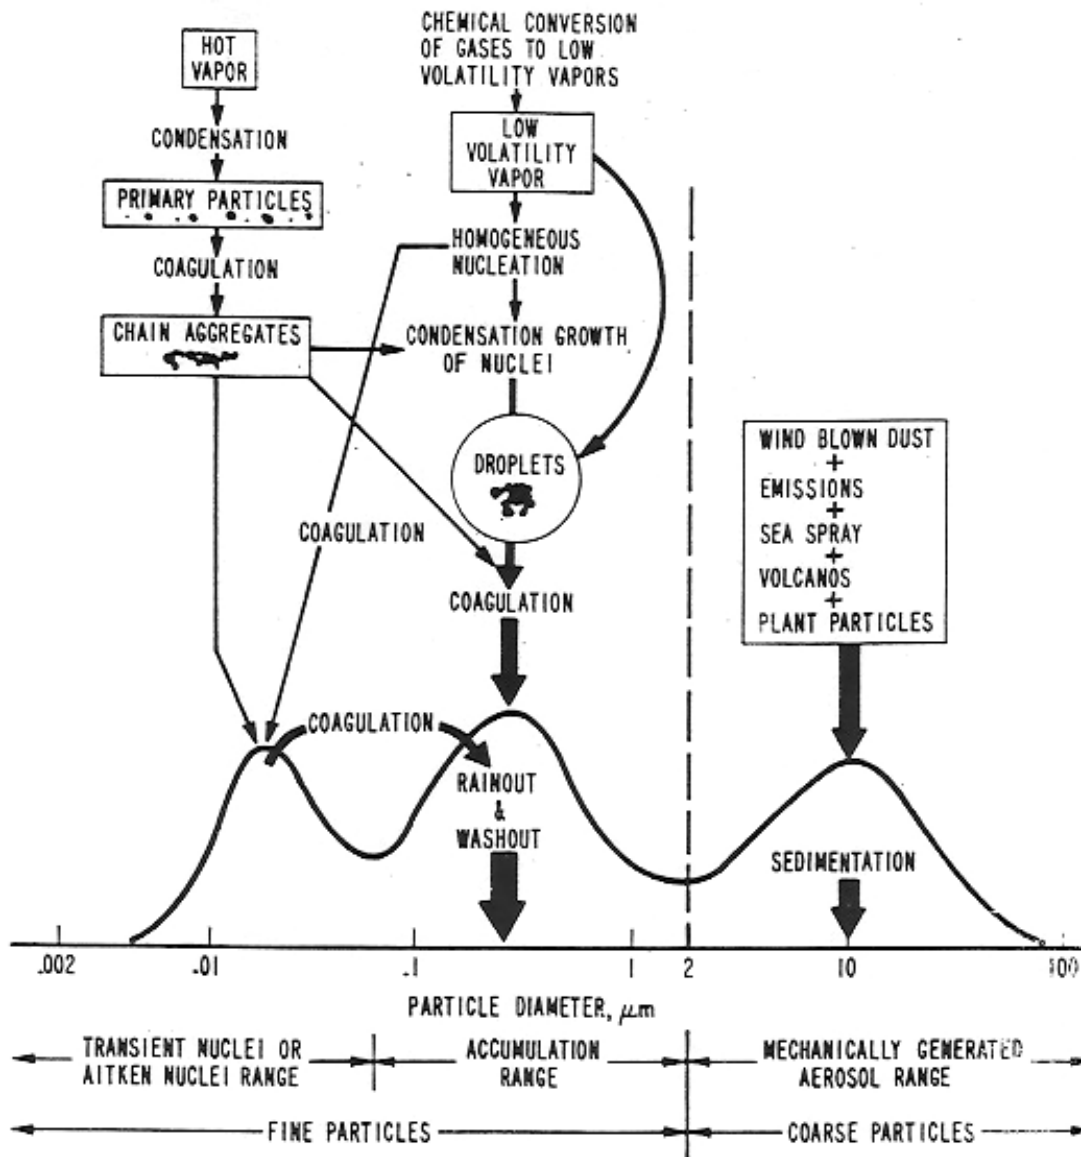 HOT
VAPOR
CONDENSATION
PRIMARY PARTICLES
COAGULATION
CHAIN AGGREGATES
CHEMICAL CONVERSION
OF GASES TO LOW
VOLATILITY VAPORS
LOW
VOLATILITY
VAPOR
HOMOGENEOUS
NUCLEATION
CONDENSATION GROWTH
OF NUCLEI
DROPLETS
COAGULATION
COAGULATION
COAGULATION
RAINOUT
&
WASHOUT
WIND BLOWN DUST
+
EMISSIONS
+
SEA SPRAY
+
VOLCANOS
+
PLANT PARTICLES
SEDIMENTATION
.002 .01 .1 1 2 10 100
PARTICLE DIAMETER, μm
TRANSIENT NUCLEI OR
AITKEN NUCLEI RANGE
ACCUMULATION
RANGE
MECHANICALLY GENERATED
AEROSOL RANGE
FINE PARTICLES
COARSE PARTICLES